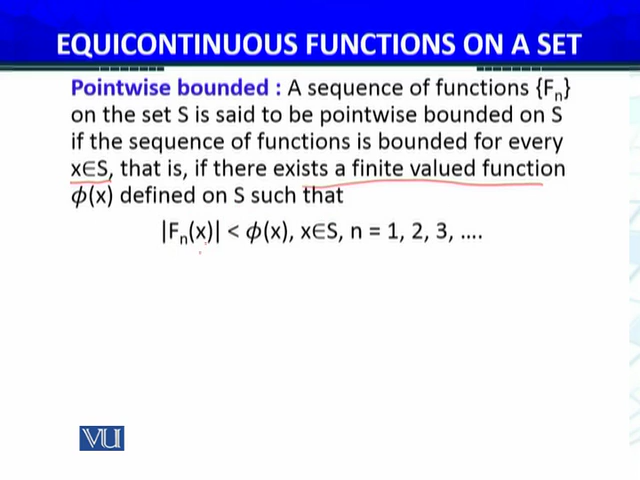 EQUICONTINUOUS FUNCTIONS ON A SET
Pointwise bounded : A sequence of functions {Fₙ}
on the set S is said to be pointwise bounded on S
if the sequence of functions is bounded for every
x∈S, that is, if there exists a finite valued function
ϕ(x) defined on S such that
|Fₙ(x)| < ϕ(x), x∈S, n = 1, 2, 3, ....
VU